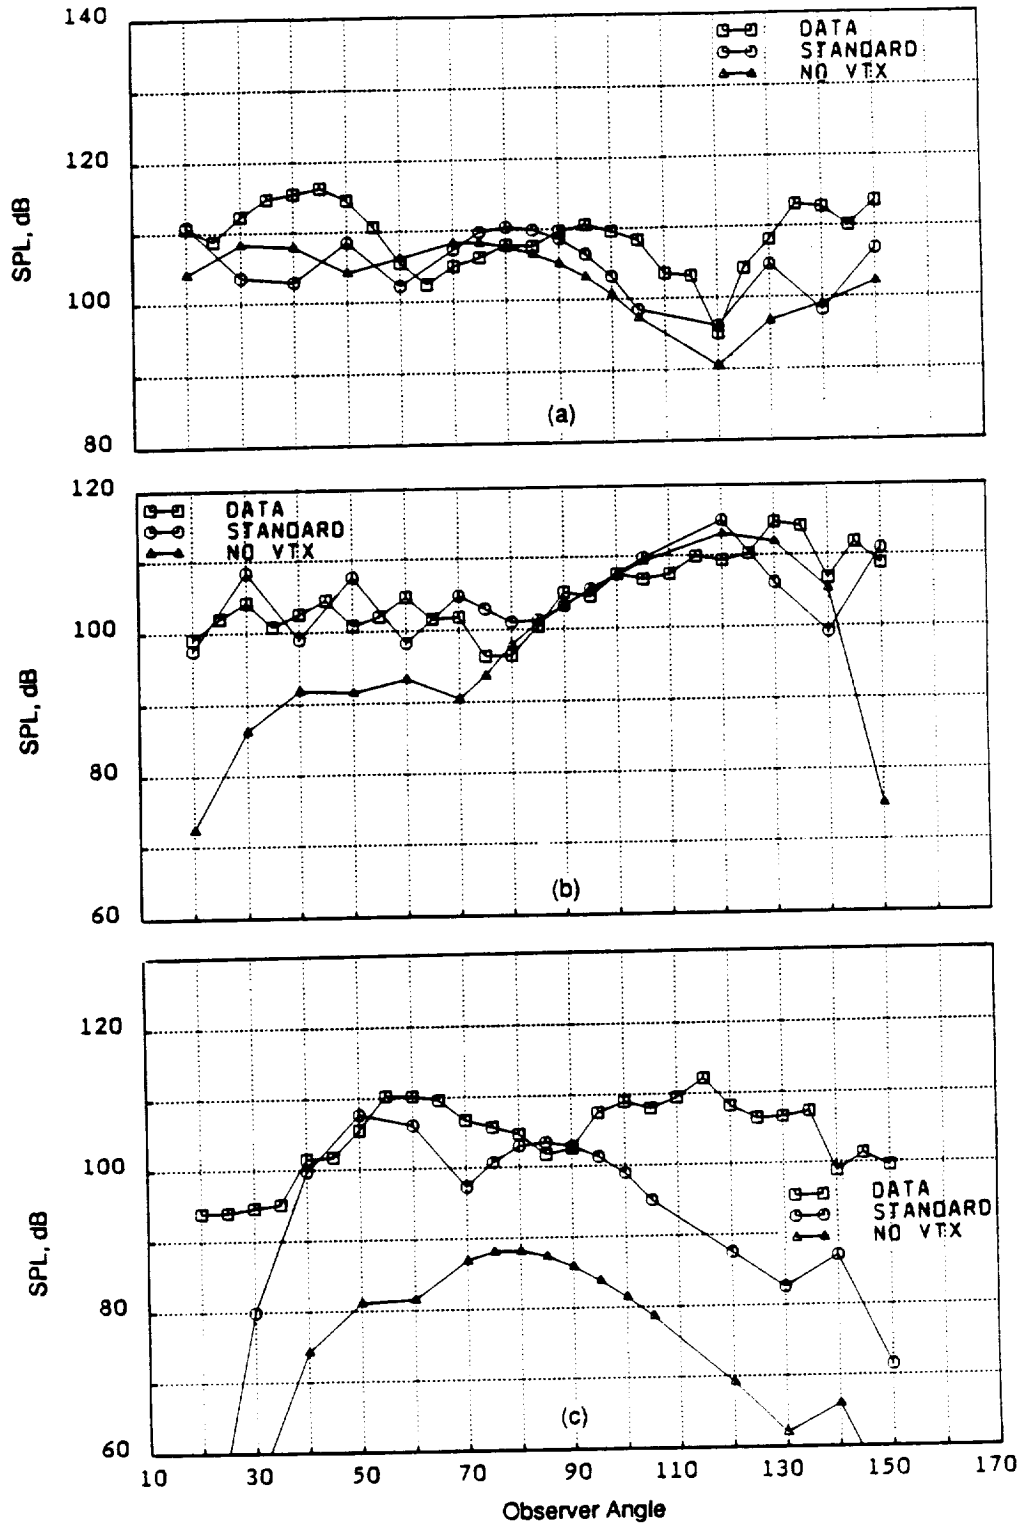 140
DATA
STANDARD
NO VTX
120
SPL, dB
100
(a)
80
120
DATA
STANDARD
NO VTX
100
SPL, dB
80
(b)
60
120
100
DATA
STANDARD
NO VTX
SPL, dB
80
(c)
60
10 30 50 70 90 110 130 150 170
Observer Angle